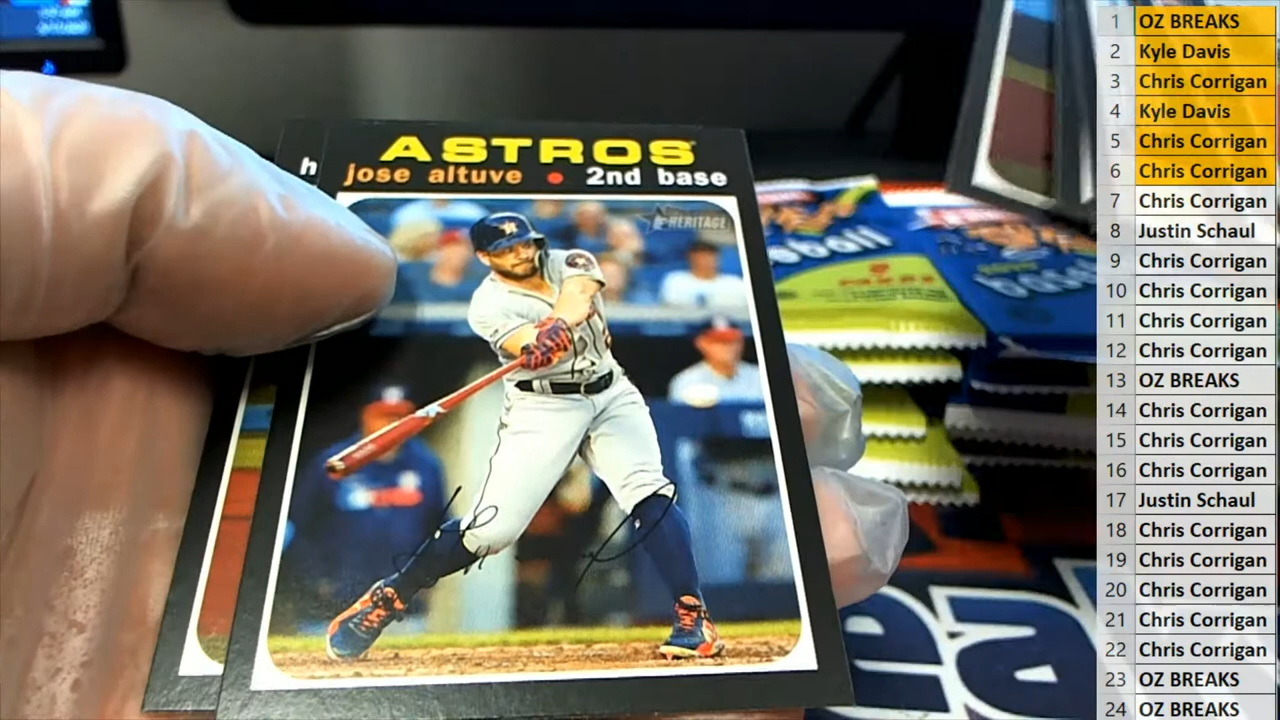 ASTROS
h
jose altuve • 2nd base
HERITAGE
1 OZ BREAKS
2 Kyle Davis
3 Chris Corrigan
4 Kyle Davis
5 Chris Corrigan
6 Chris Corrigan
7 Chris Corrigan
8 Justin Schaul
9 Chris Corrigan
10 Chris Corrigan
11 Chris Corrigan
12 Chris Corrigan
13 OZ BREAKS
14 Chris Corrigan
15 Chris Corrigan
16 Chris Corrigan
17 Justin Schaul
18 Chris Corrigan
19 Chris Corrigan
20 Chris Corrigan
21 Chris Corrigan
22 Chris Corrigan
23 OZ BREAKS
24 OZ BREAKS